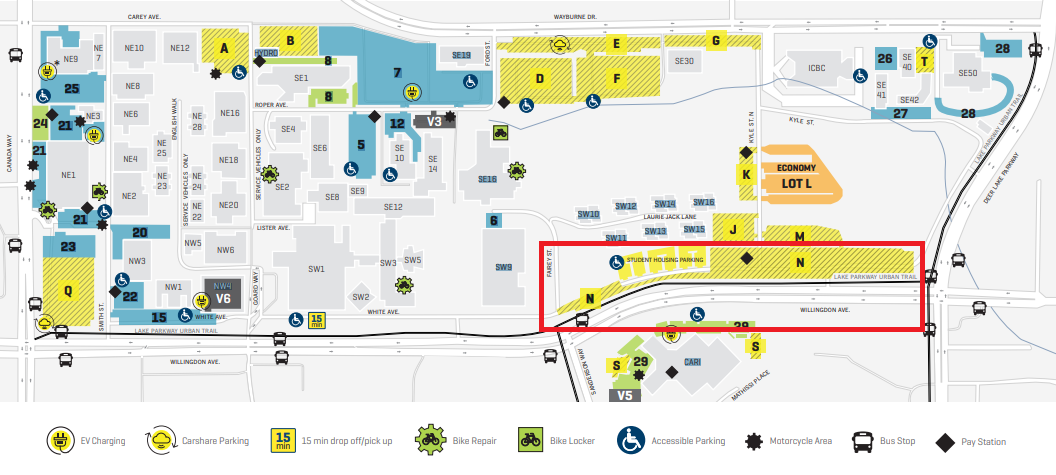 CAREY AVE.
WAYBURNE DR.
NE9
NE
7
NE10
NE12
A
B
HYDRO
8
7
SE19
FORD ST.
E
G
D
F
SE30
ICBC
26
SE
40
T
28
SE50
25
NE8
SE1
8
SE
41
SE42
24
21
NE3
NE6
ENGLISH WALK
NE
28
NE16
ROPER AVE.
SERVICE VEHICLES ONLY
SE4
SE6
5
12
V3
SE
10
SE
14
KYLE ST. N
KYLE ST.
27
28
LAKE PARKWAY URBAN TRAIL
DEER LAKE PARKWAY
CANADA WAY
21
NE1
NE4
NE
25
NE
23
NE
24
NE18
SERVICE VEHICLES ONLY
SE2
SE8
SE9
SE12
SE16
K
ECONOMY
LOT L
NE2
NE
22
NE20
SW10
SW12
SW14
SW16
LAURIE JACK LANE
SW11
SW13
SW15
J
M
21
23
20
NW3
NW5
NW6
LISTER AVE.
6
SW9
FAIREY ST.
STUDENT HOUSING PARKING
N
LAKE PARKWAY URBAN TRAIL
Q
SMITH ST.
22
NW1
NW4
V6
GOARD WAY
SW1
SW3
SW5
SW2
N
15
WHITE AVE.
15
min
WHITE AVE.
WILLINGDON AVE.
LAKE PARKWAY URBAN TRAIL
WILLINGDON AVE.
SANDERSON WAY
29
S
29
CARI
S
V5
MATHISSI PLACE
EV Charging
Carshare Parking
15
min
15 min drop off/pick up
Bike Repair
Bike Locker
Accessible Parking
Motorcycle Area
Bus Stop
Pay Station